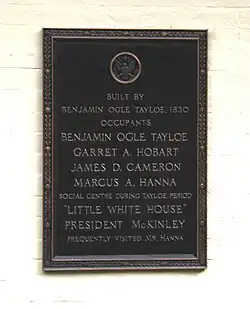 BUILT BY
BENJAMIN OGLE TAYLOE, 1830
OCCUPANTS
BENJAMIN OGLE TAYLOE
GARRET A. HOBART
JAMES D. CAMERON
MARCUS A. HANNA
SOCIAL CENTRE DURING TAYLOE PERIOD
"LITTLE WHITE HOUSE"
PRESIDENT McKINLEY
FREQUENTLY VISITED MR. HANNA